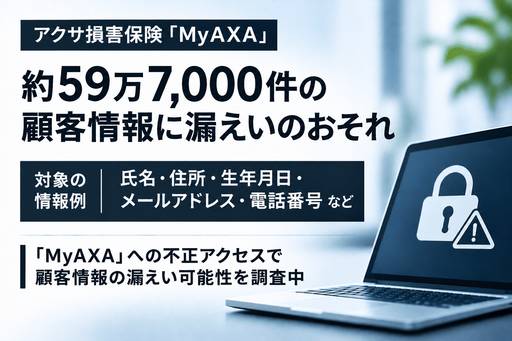 アクサ損害保険「MyAXA」
約59万7,000件の
顧客情報に漏えいのおそれ
対象の
情報例
氏名・住所・生年月日・
メールアドレス・電話番号 など
「MyAXA」への不正アクセスで
顧客情報の漏えい可能性を調査中